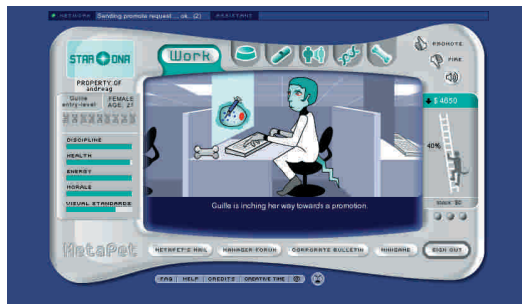 NETWORK Sending promote request ... ok. (2) ASSISTANT
STAR DNA
Work
PROMOTE
FIRE
PROPERTY OF
andreag
Guille
entry-level
FEMALE
AGE: 21
$ 4650
40%
DISCIPLINE
HEALTH
ENERGY
MORALE
VISUAL STANDARDS
Guille is inching her way towards a promotion.
MetaPet
METAPET'S MAIL
MANAGER FORUM
CORPORATE BULLETIN
MINIGAME
SIGN OUT
FAQ | HELP | CREDITS | CREATIVE TIME